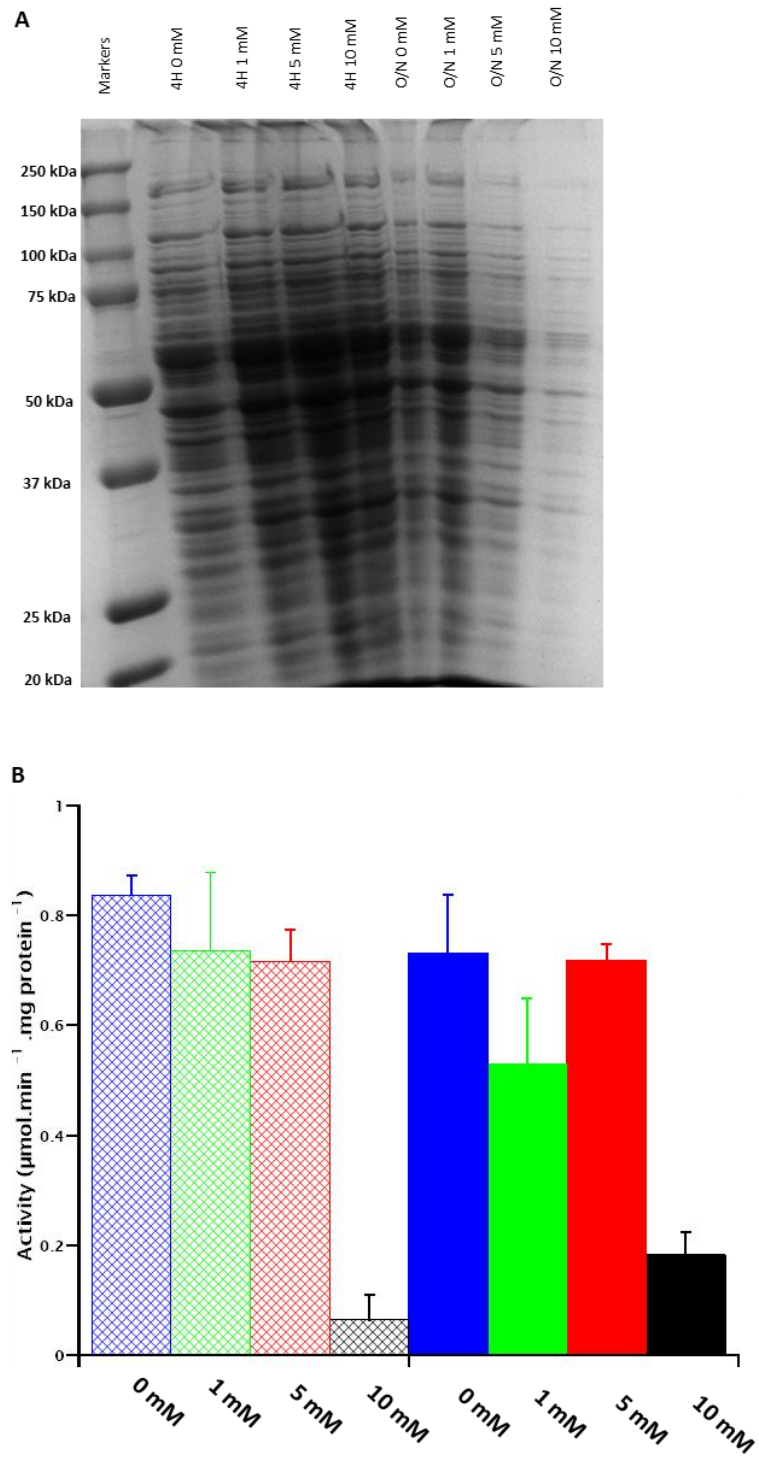 A
Markers
4H 0 mM
4H 1 mM
4H 5 mM
4H 10 mM
O/N 0 mM
O/N 1 mM
O/N 5 mM
O/N 10 mM
250 kDa
150 kDa
100 kDa
75 kDa
50 kDa
37 kDa
25 kDa
20 kDa
B
Activity (µmol.min⁻¹ .mg protein⁻¹)
1
0.8
0.6
0.4
0.2
0
0 mM
1 mM
5 mM
10 mM
0 mM
1 mM
5 mM
10 mM